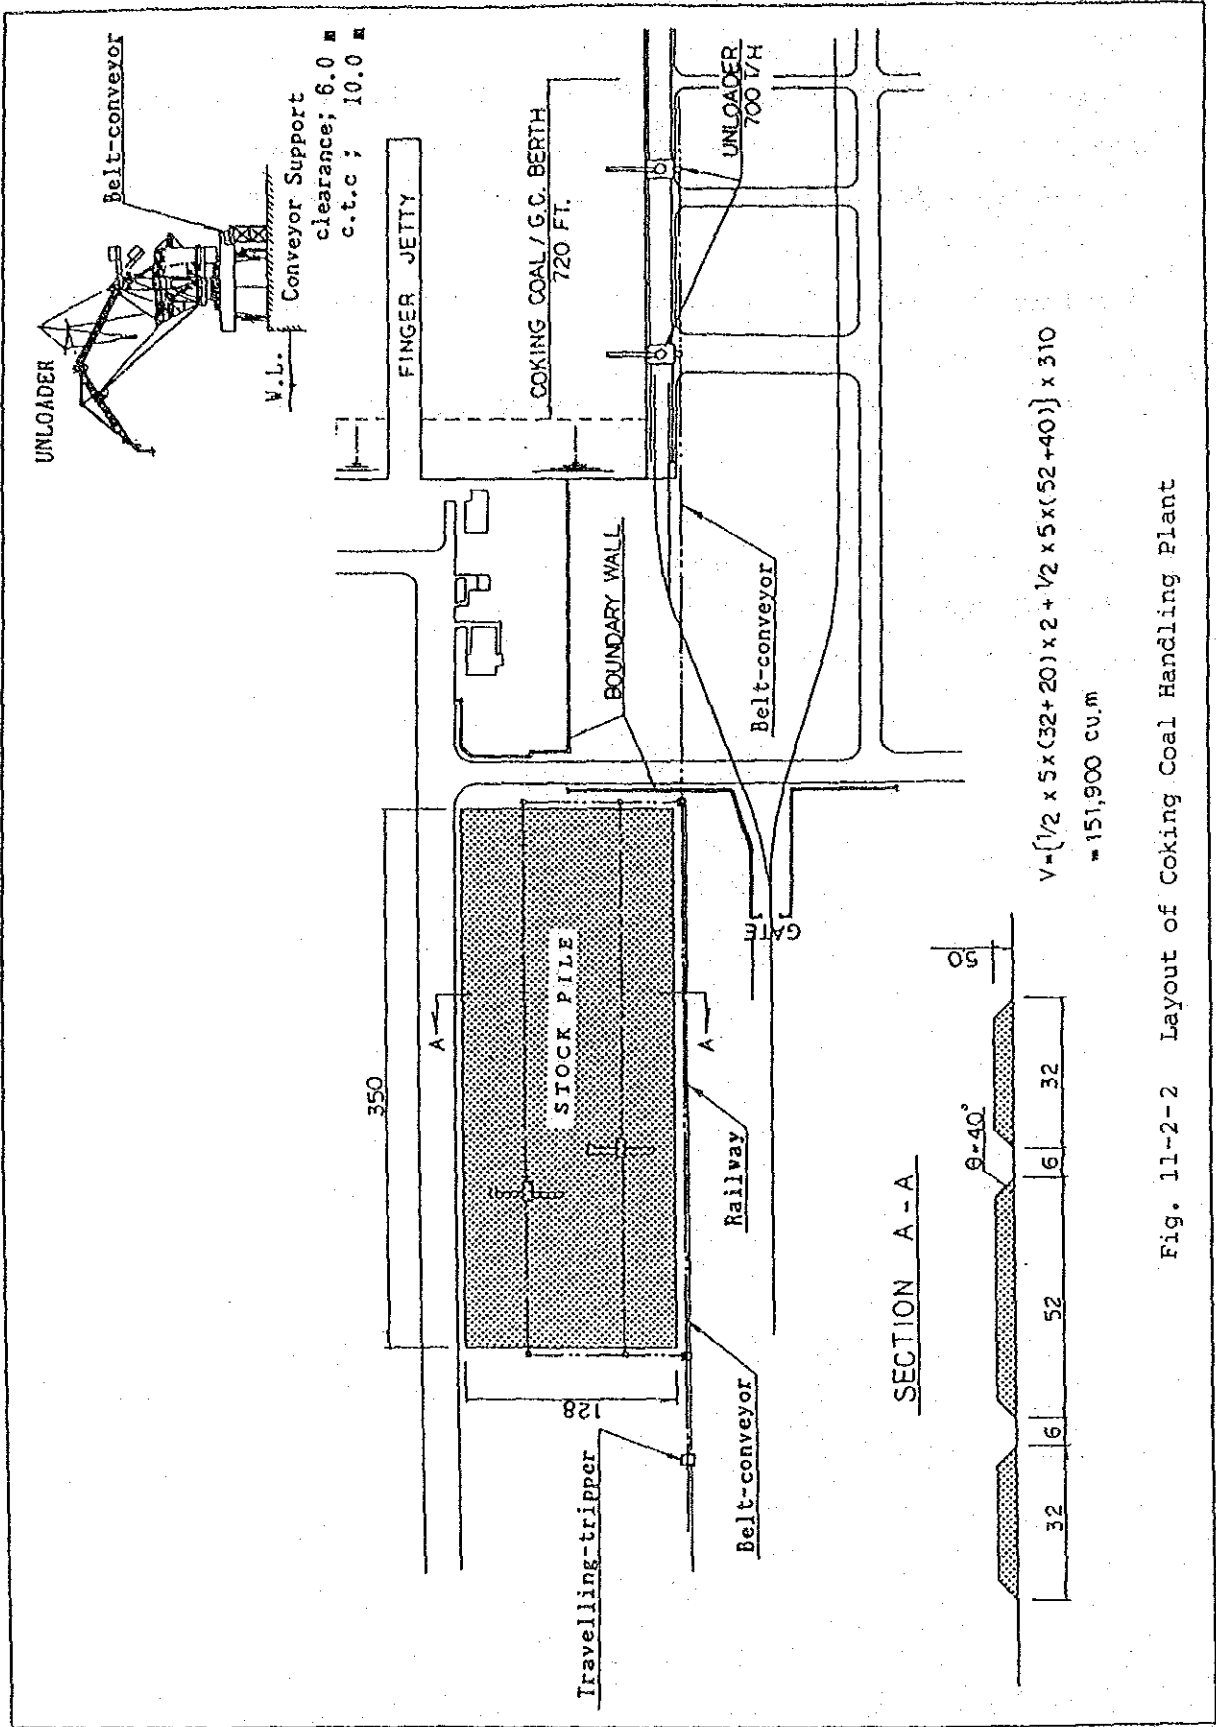 UNLOADER
Belt-conveyor
W.L.
Conveyor Support
clearance; 6.0 m
c.t.c ; 10.0 m
FINGER JETTY
COKING COAL/G.C. BERTH
720 FT.
UNLOADER
700 T/H
BOUNDARY WALL
Belt-conveyor
350
A
STOCK PILE
A
128
GATE
Railway
Travelling-tripper
Belt-conveyor
SECTION A-A
θ=40°
50
32
6
52
6
32
V={1/2 x 5x(32+20)x2 + 1/2 x 5x(52+40)} x 310
=151,900 cu.m
Fig. 11-2-2 Layout of Coking Coal Handling Plant